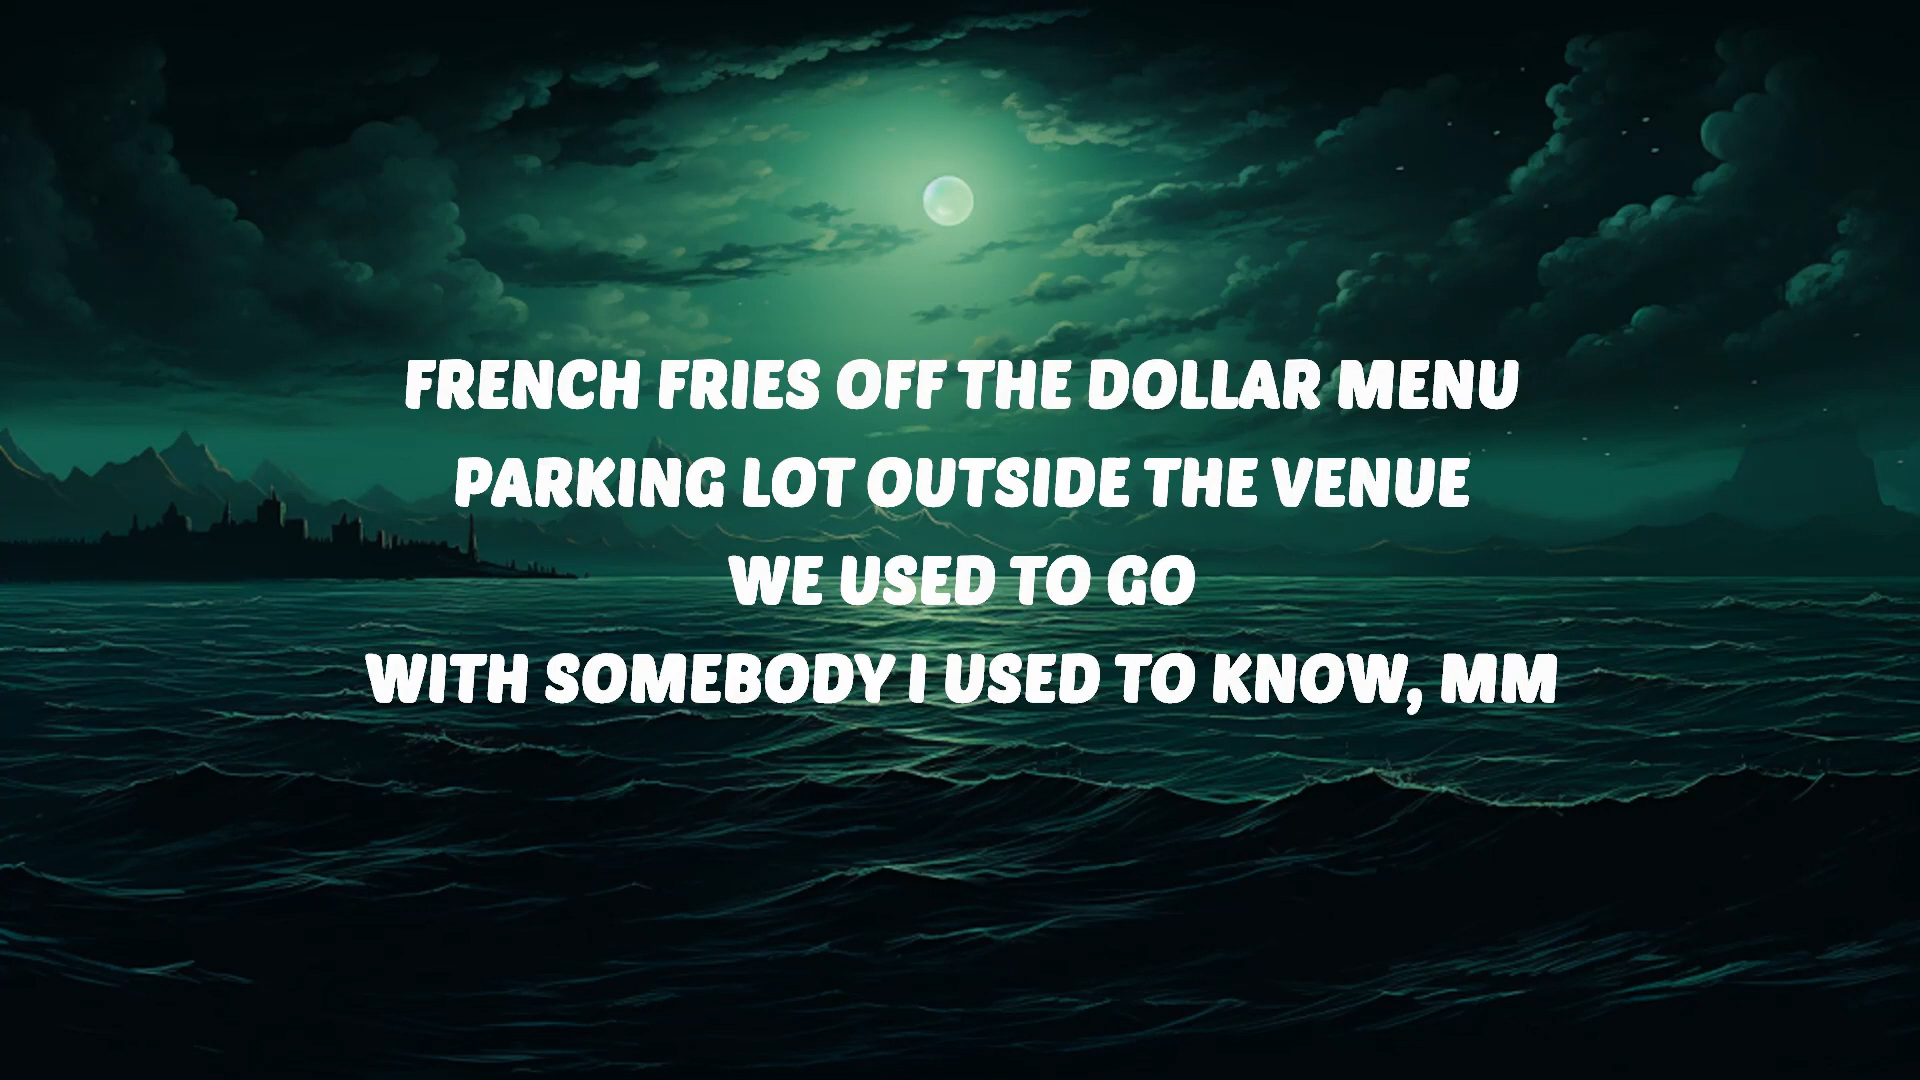 FRENCH FRIES OFF THE DOLLAR MENU
PARKING LOT OUTSIDE THE VENUE
WE USED TO GO
WITH SOMEBODY I USED TO KNOW, MM